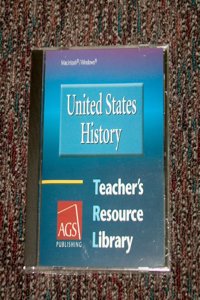 Macintosh®/Windows®
United States
History
Teacher's
Resource
Library
AGS
PUBLISHING
T R L